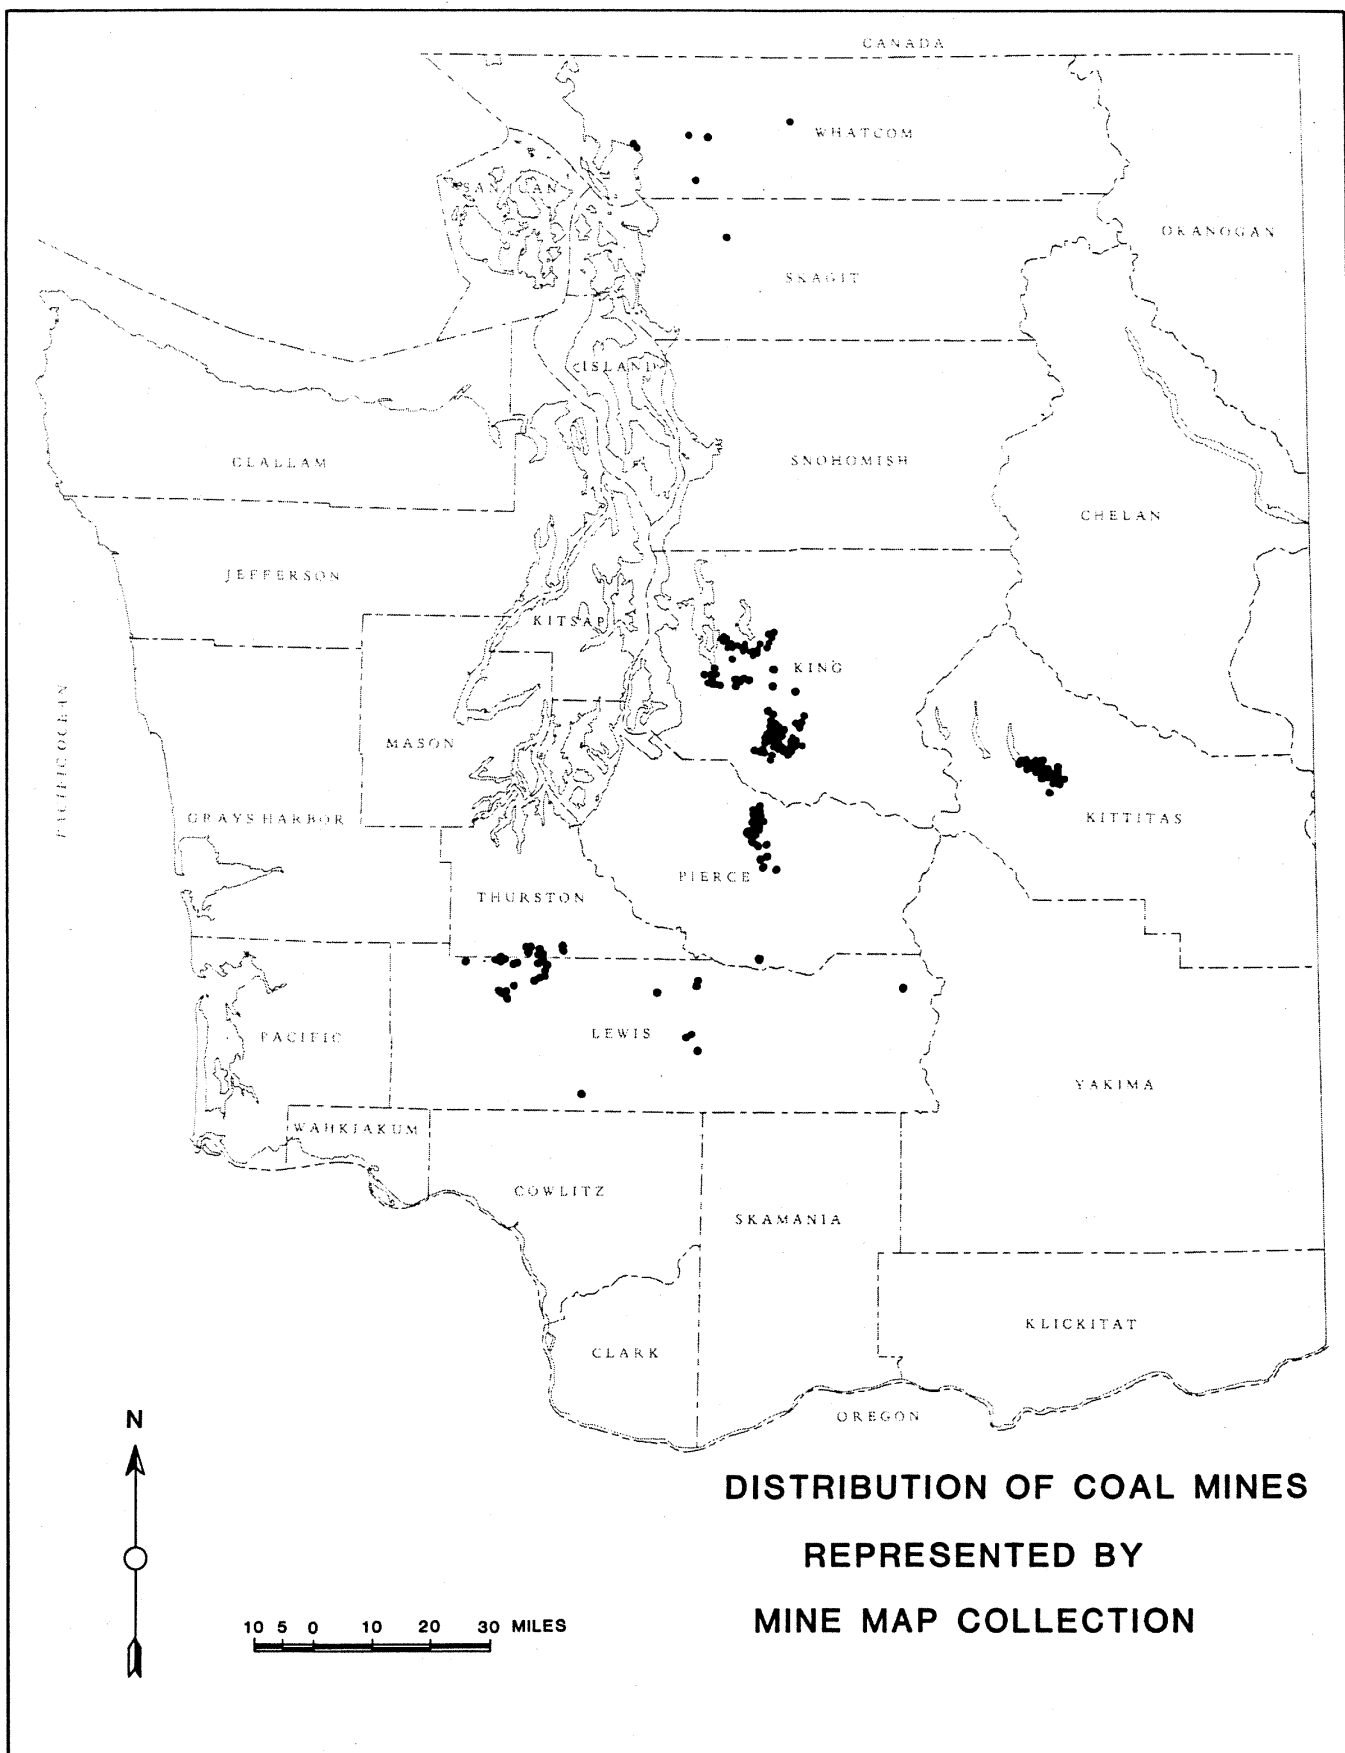 CANADA
WHATCOM
SAN JUAN
OKANOGAN
SKAGIT
ISLAND
CLALLAM
SNOHOMISH
CHELAN
JEFFERSON
KITSAP
KING
PACIFIC OCEAN
MASON
GRAYS HARBOR
KITTITAS
PIERCE
THURSTON
PACIFIC
LEWIS
YAKIMA
WAHKIAKUM
COWLITZ
SKAMANIA
KLICKITAT
CLARK
OREGON
N
DISTRIBUTION OF COAL MINES
REPRESENTED BY
MINE MAP COLLECTION
10 5 0 10 20 30 MILES